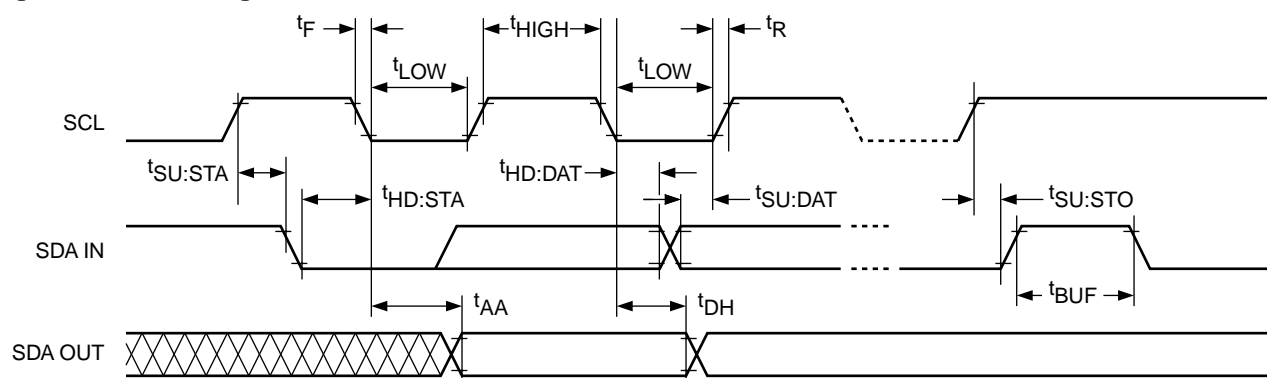 tF tHIGH tR
tLOW tLOW
SCL
tSU:STA tHD:STA tHD:DAT tSU:DAT tSU:STO
SDA IN
tAA tDH tBUF
SDA OUT